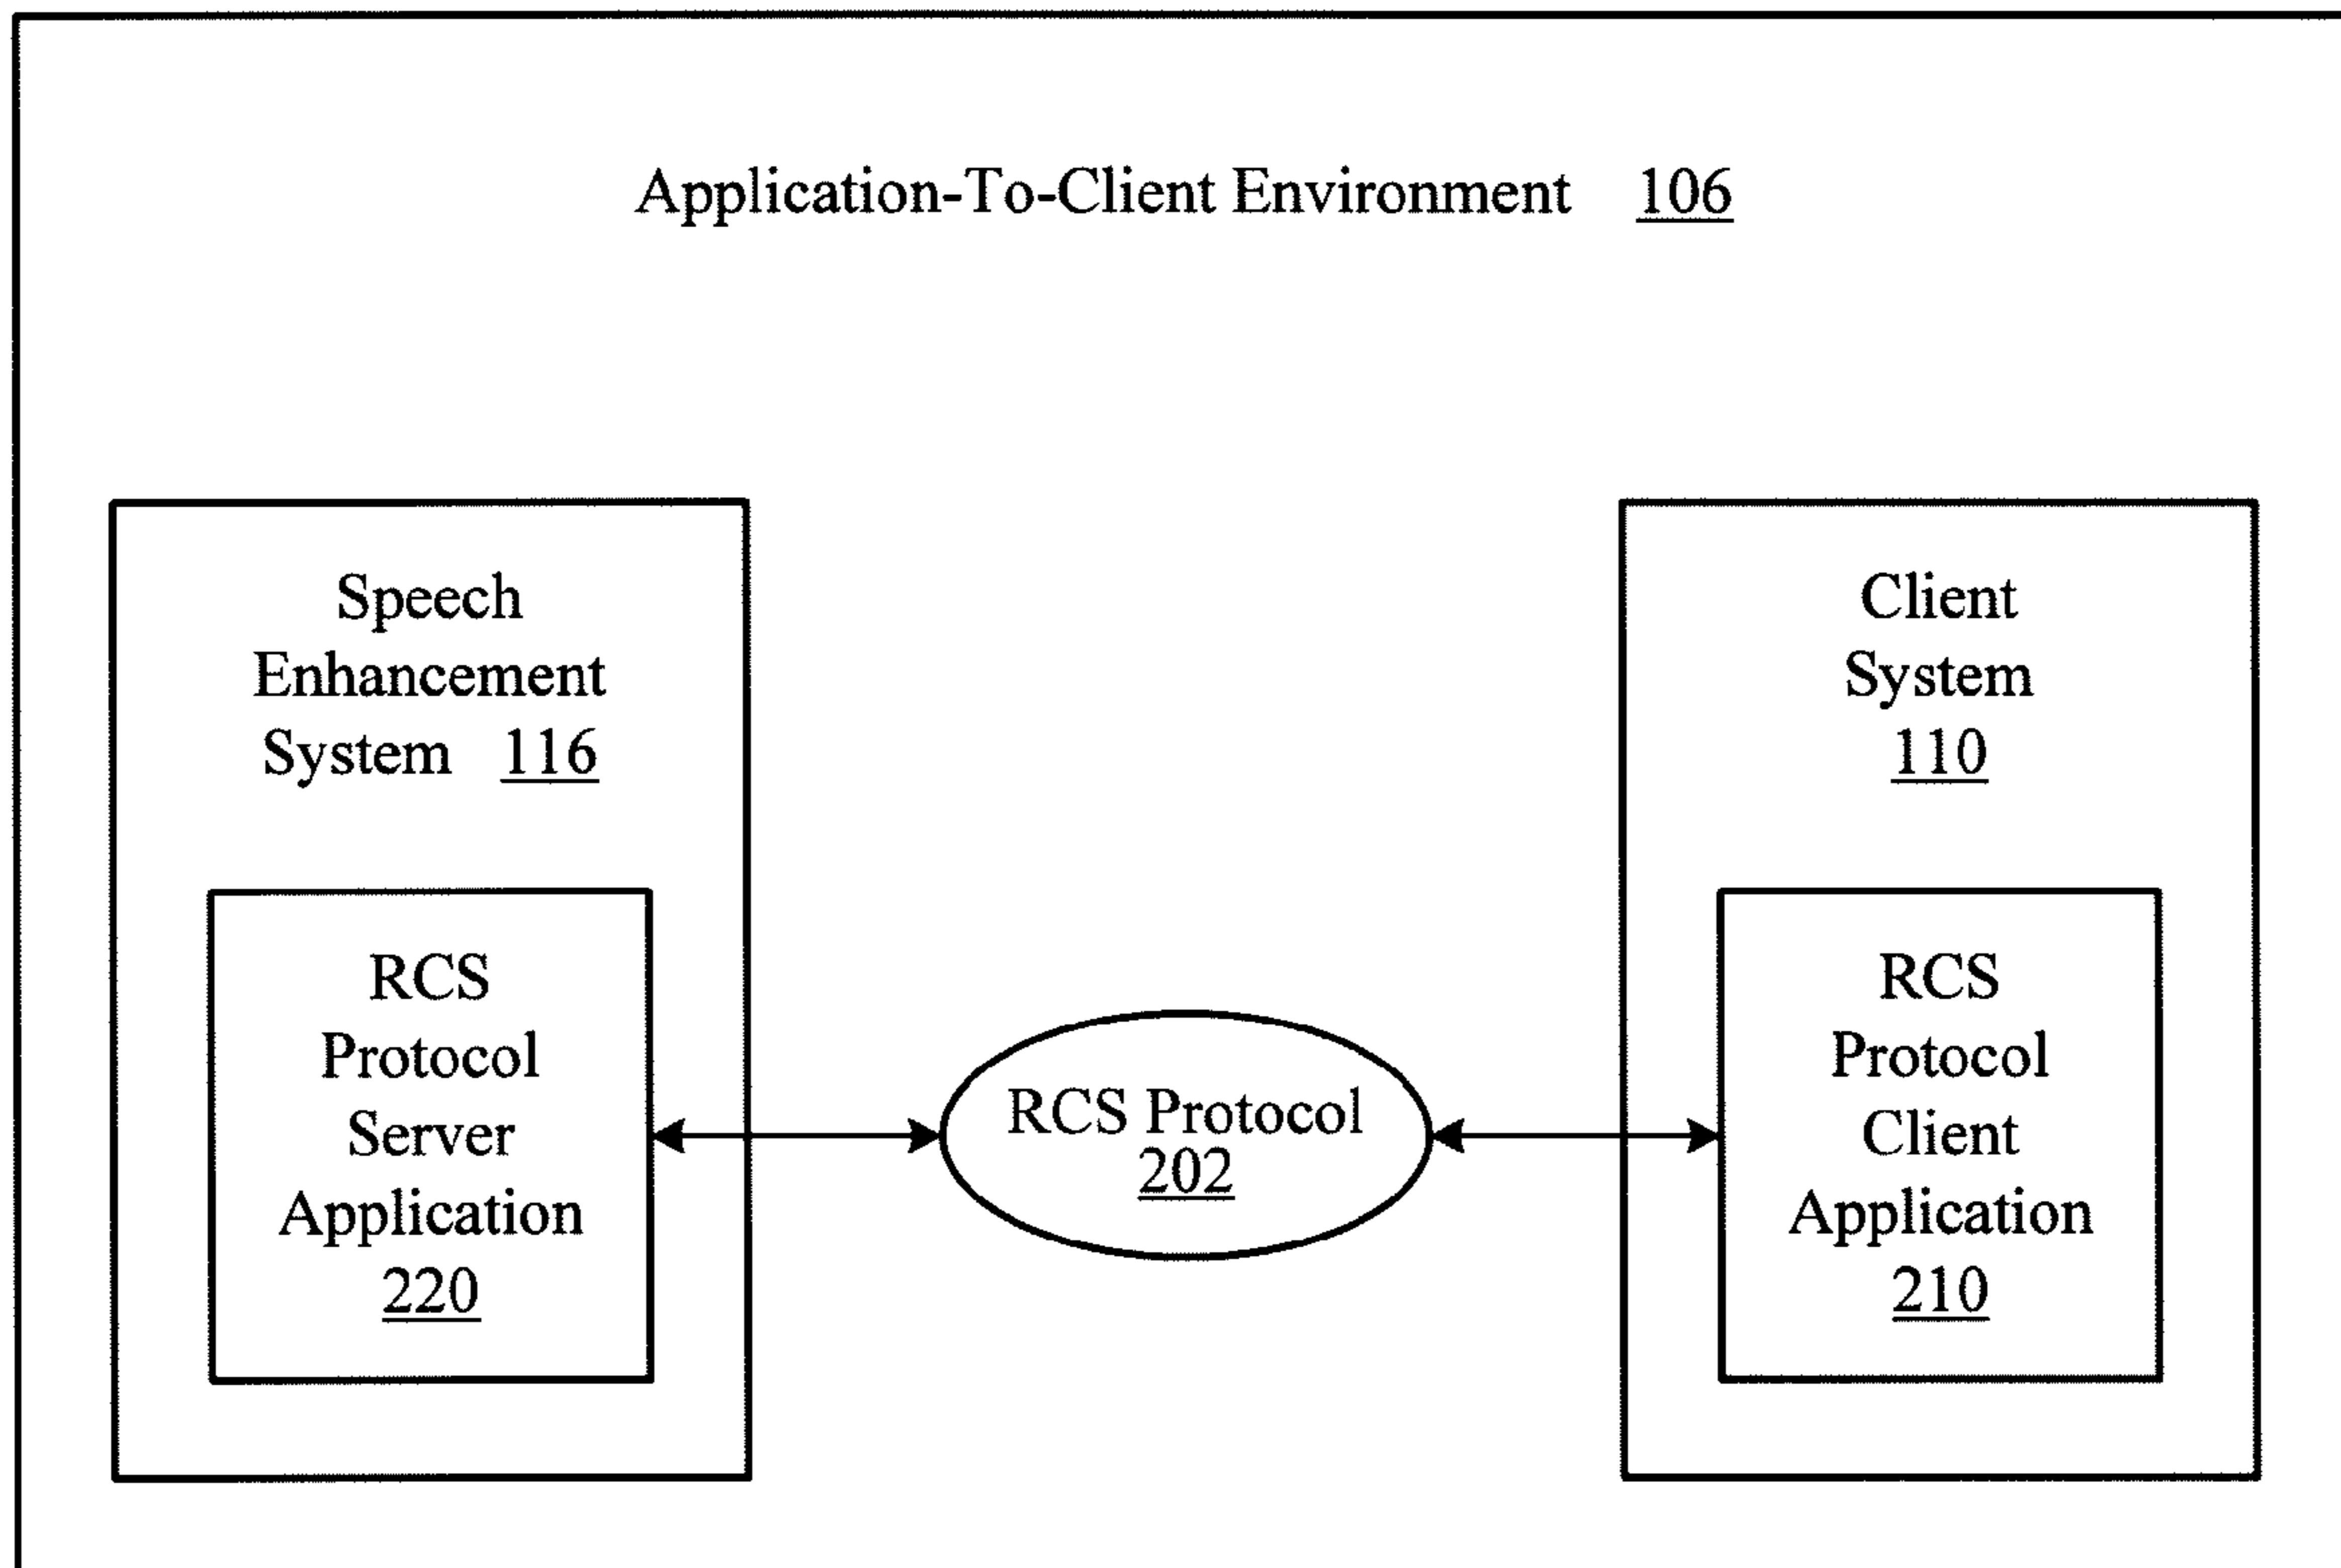 Application-To-Client Environment 106
Speech
Enhancement
System 116
RCS
Protocol
Server
Application
220
RCS Protocol
202
Client
System
110
RCS
Protocol
Client
Application
210